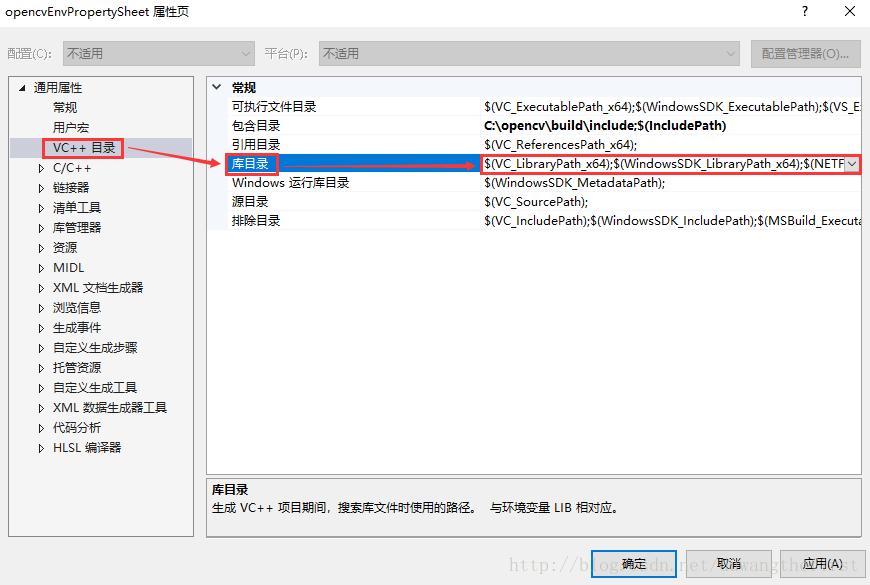 opencvEnvPropertySheet 属性页
配置(C): 不适用 平台(P): 不适用 配置管理器(O)...
通用属性
常规
用户宏
VC++ 目录
C/C++
链接器
清单工具
库管理器
资源
MIDL
XML 文档生成器
浏览信息
生成事件
自定义生成步骤
托管资源
自定义生成工具
XML 数据生成器工具
代码分析
HLSL 编译器
常规
可执行文件目录 $(VC_ExecutablePath_x64);$(WindowsSDK_ExecutablePath);$(VS_E
包含目录 C:\opencv\build\include;$(IncludePath)
引用目录 $(VC_ReferencesPath_x64);
库目录 $(VC_LibraryPath_x64);$(WindowsSDK_LibraryPath_x64);$(NETF
Windows 运行库目录 $(WindowsSDK_MetadataPath);
源目录 $(VC_SourcePath);
排除目录 $(VC_IncludePath);$(WindowsSDK_IncludePath);$(MSBuild_Executa
库目录
生成 VC++ 项目期间，搜索库文件时使用的路径。 与环境变量 LIB 相对应。
确定 取消 应用(A)